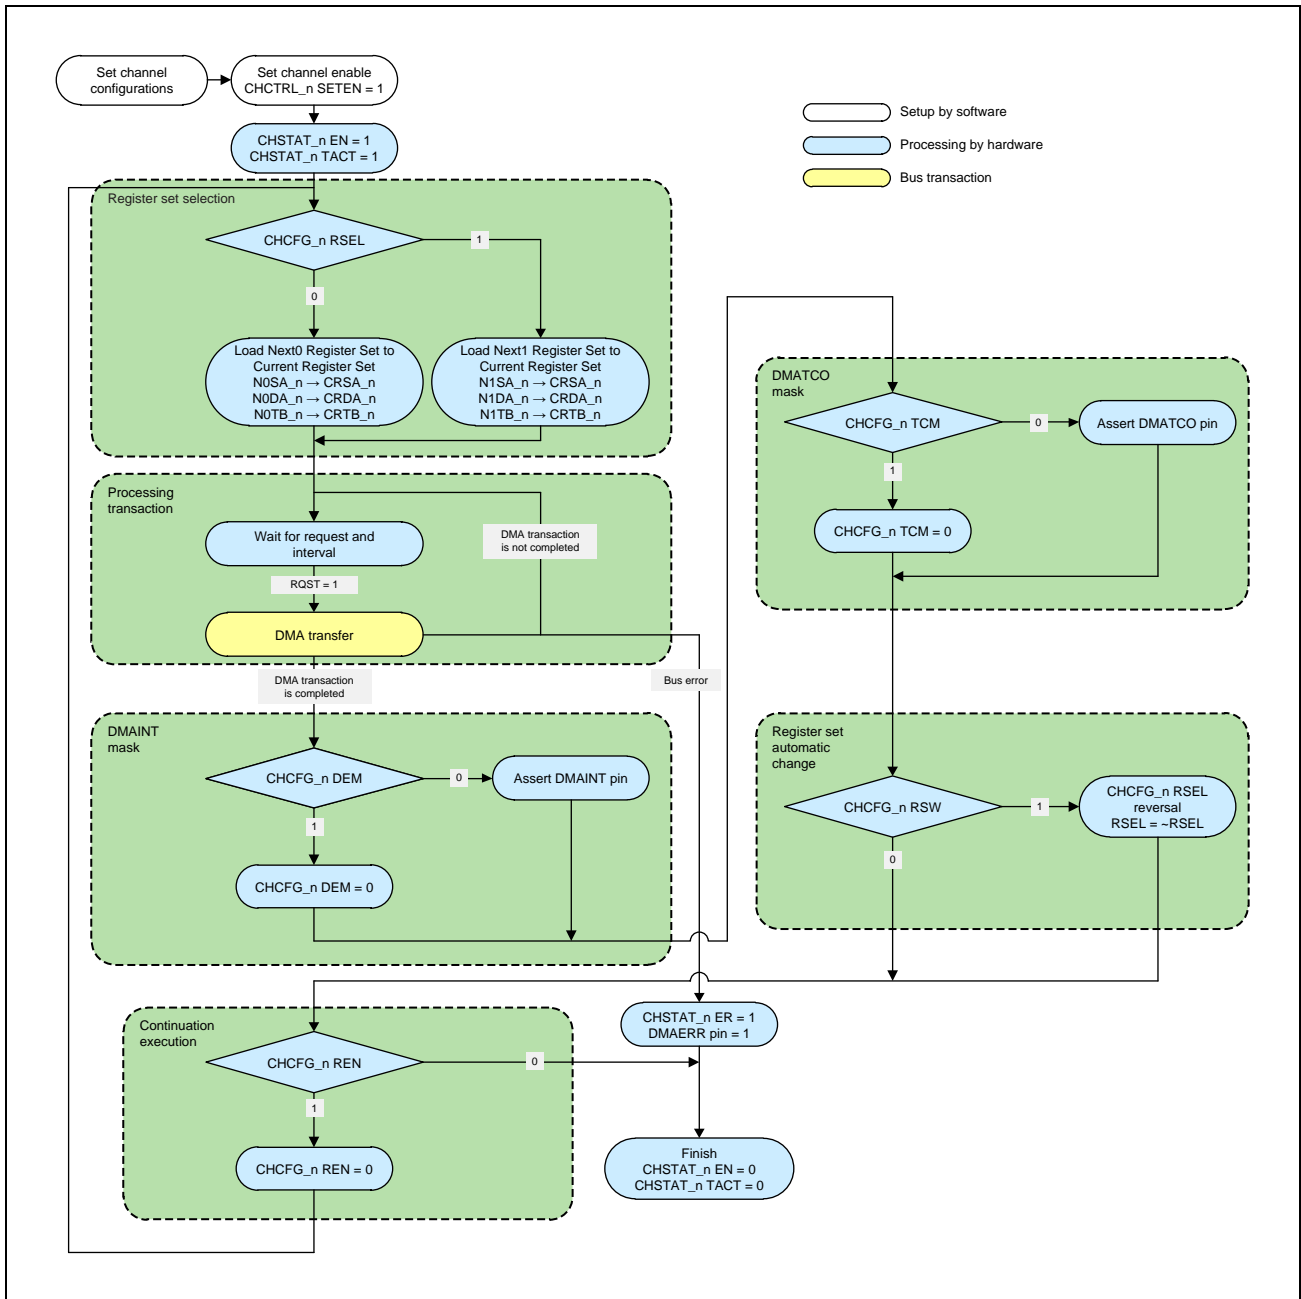 Set channel
configurations
Set channel enable
CHCTRL_n SETEN = 1
CHSTAT_n EN = 1
CHSTAT_n TACT = 1
Setup by software
Processing by hardware
Bus transaction
Register set selection
CHCFG_n RSEL
1
0
Load Next0 Register Set to
Current Register Set
N0SA_n → CRSA_n
N0DA_n → CRDA_n
N0TB_n → CRTB_n
Load Next1 Register Set to
Current Register Set
N1SA_n → CRSA_n
N1DA_n → CRDA_n
N1TB_n → CRTB_n
Processing
transaction
Wait for request and
interval
DMA transaction
is not completed
RQST = 1
DMA transfer
DMA transaction
is completed
Bus error
DMAINT
mask
CHCFG_n DEM
0
Assert DMAINT pin
1
CHCFG_n DEM = 0
DMATCO
mask
CHCFG_n TCM
0
Assert DMATCO pin
1
CHCFG_n TCM = 0
Register set
automatic
change
CHCFG_n RSW
1
CHCFG_n RSEL
reversal
RSEL = ~RSEL
0
Continuation
execution
CHCFG_n REN
0
1
CHCFG_n REN = 0
CHSTAT_n ER = 1
DMAERR pin = 1
Finish
CHSTAT_n EN = 0
CHSTAT_n TACT = 0